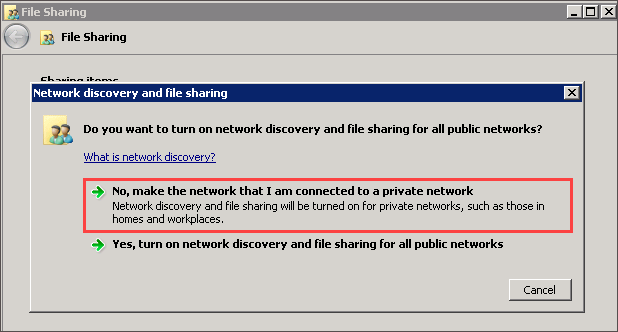 File Sharing
File Sharing
Sharing items
Network discovery and file sharing
Do you want to turn on network discovery and file sharing for all public networks?
What is network discovery?
No, make the network that I am connected to a private network
Network discovery and file sharing will be turned on for private networks, such as those in
homes and workplaces.
Yes, turn on network discovery and file sharing for all public networks
Cancel